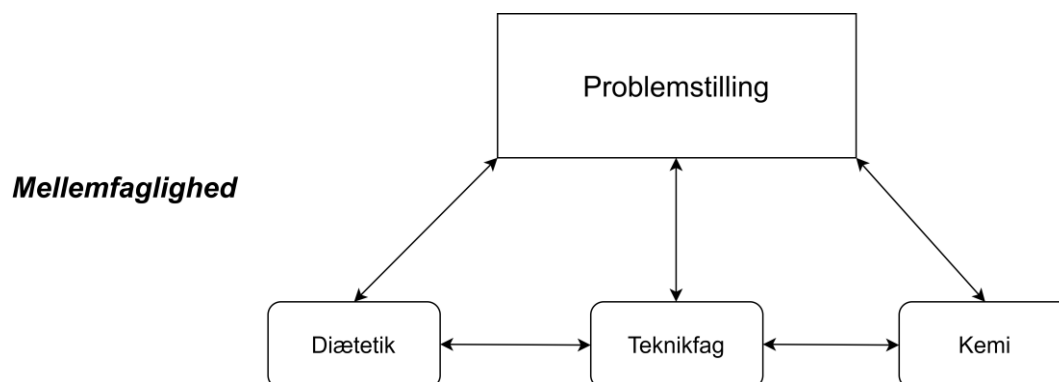 Problemstilling
Mellemfaglighed
Diætetik
Teknikfag
Kemi